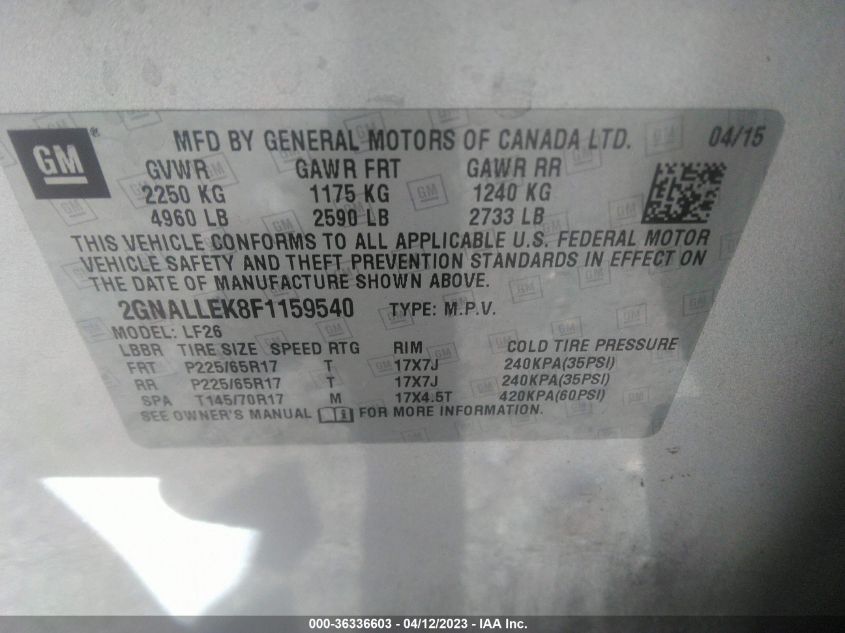 GM ® MFD BY GENERAL MOTORS OF CANADA LTD. 04/15
GVWR GAWR FRT GAWR RR
2250 KG 1175 KG 1240 KG
4960 LB 2590 LB 2733 LB
THIS VEHICLE CONFORMS TO ALL APPLICABLE U.S. FEDERAL MOTOR
VEHICLE SAFETY AND THEFT PREVENTION STANDARDS IN EFFECT ON
THE DATE OF MANUFACTURE SHOWN ABOVE.
2GNALLEK8F1159540 TYPE: M.P.V.
MODEL: LF26
LBBR TIRE SIZE SPEED RTG RIM COLD TIRE PRESSURE
FRT P225/65R17 T 17X7J 240KPA(35PSI)
RR P225/65R17 T 17X7J 240KPA(35PSI)
SPA T145/70R17 M 17X4.5T 420KPA(60PSI)
SEE OWNER'S MANUAL FOR MORE INFORMATION.
000-36336603 - 04/12/2023 - IAA Inc.